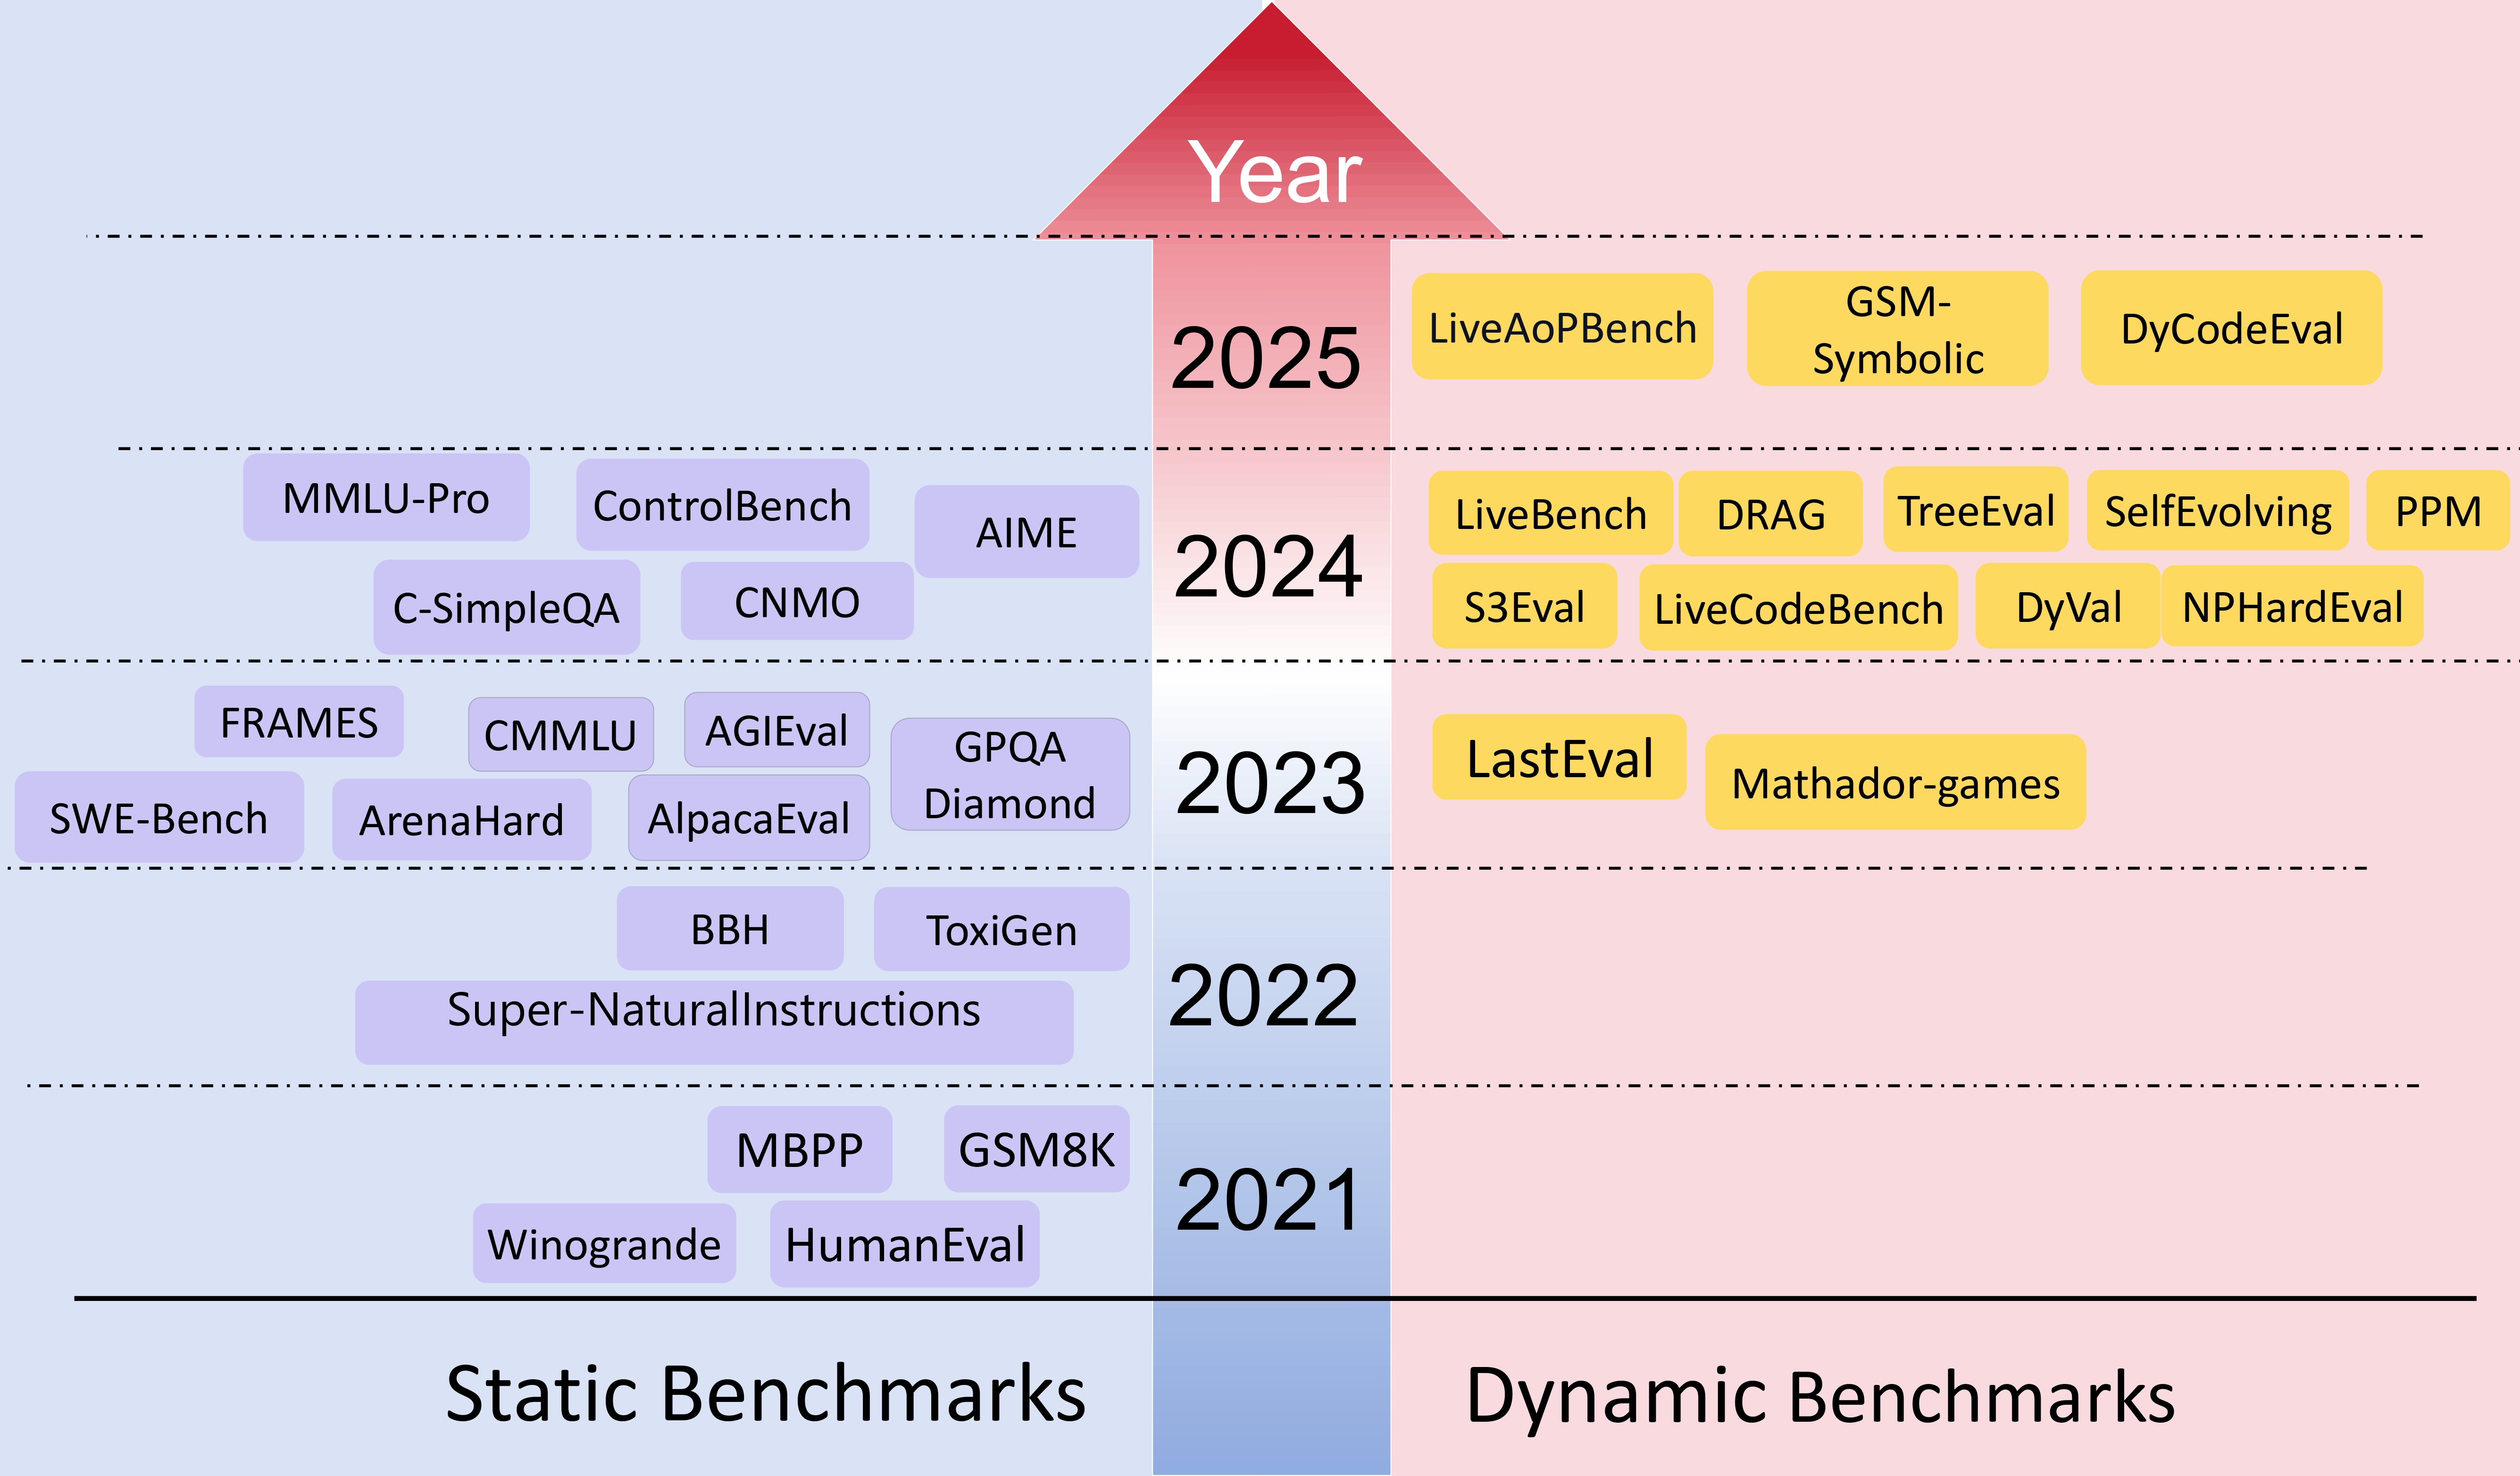 Year
2025
LiveAoPBench
GSM-
Symbolic
DyCodeEval
MMLU-Pro
ControlBench
AIME
C-SimpleQA
CNMO
2024
LiveBench
DRAG
TreeEval
SelfEvolving
PPM
S3Eval
LiveCodeBench
DyVal
NPHardEval
FRAMES
CMMLU
AGIEval
GPQA
Diamond
SWE-Bench
ArenaHard
AlpacaEval
2023
LastEval
Mathador-games
BBH
ToxiGen
Super-NaturalInstructions
2022
MBPP
GSM8K
Winogrande
HumanEval
2021
Static Benchmarks
Dynamic Benchmarks